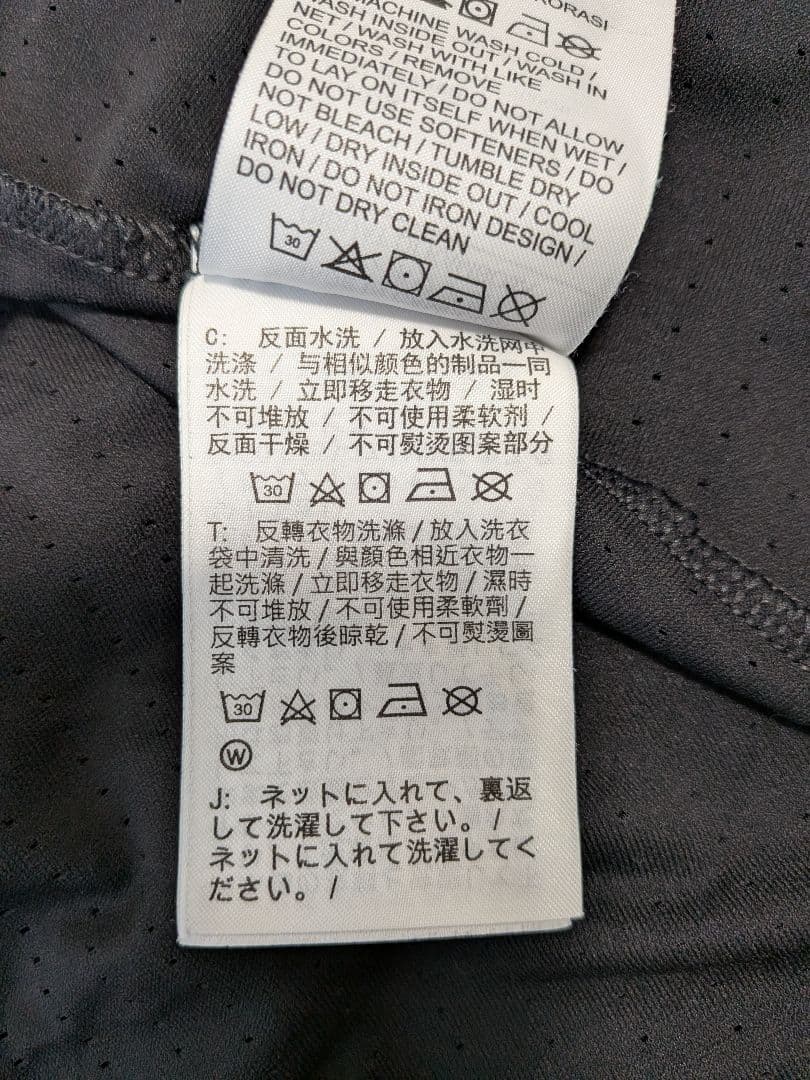 RORASI
MACHINE WASH COLD /
WASH INSIDE OUT / WASH IN
NET / WASH WITH LIKE
COLORS / REMOVE
IMMEDIATELY / DO NOT ALLOW
TO LAY ON ITSELF WHEN WET /
DO NOT USE SOFTENERS / DO
NOT BLEACH / TUMBLE DRY
LOW / DRY INSIDE OUT / COOL
IRON / DO NOT IRON DESIGN /
DO NOT DRY CLEAN
30
C: 反面水洗 / 放入水洗网中
洗涤 / 与相似颜色的制品一同
水洗 / 立即移走衣物 / 湿时
不可堆放 / 不可使用柔软剂 /
反面干燥 / 不可熨烫图案部分
30
T: 反轉衣物洗滌 / 放入洗衣
袋中清洗 / 與顏色相近衣物一
起洗滌 / 立即移走衣物 / 濕時
不可堆放 / 不可使用柔軟劑 /
反轉衣物後晾乾 / 不可熨燙圖
案
30
W
J: ネットに入れて、裏返
して洗濯して下さい。/
ネットに入れて洗濯してく
ださい。/